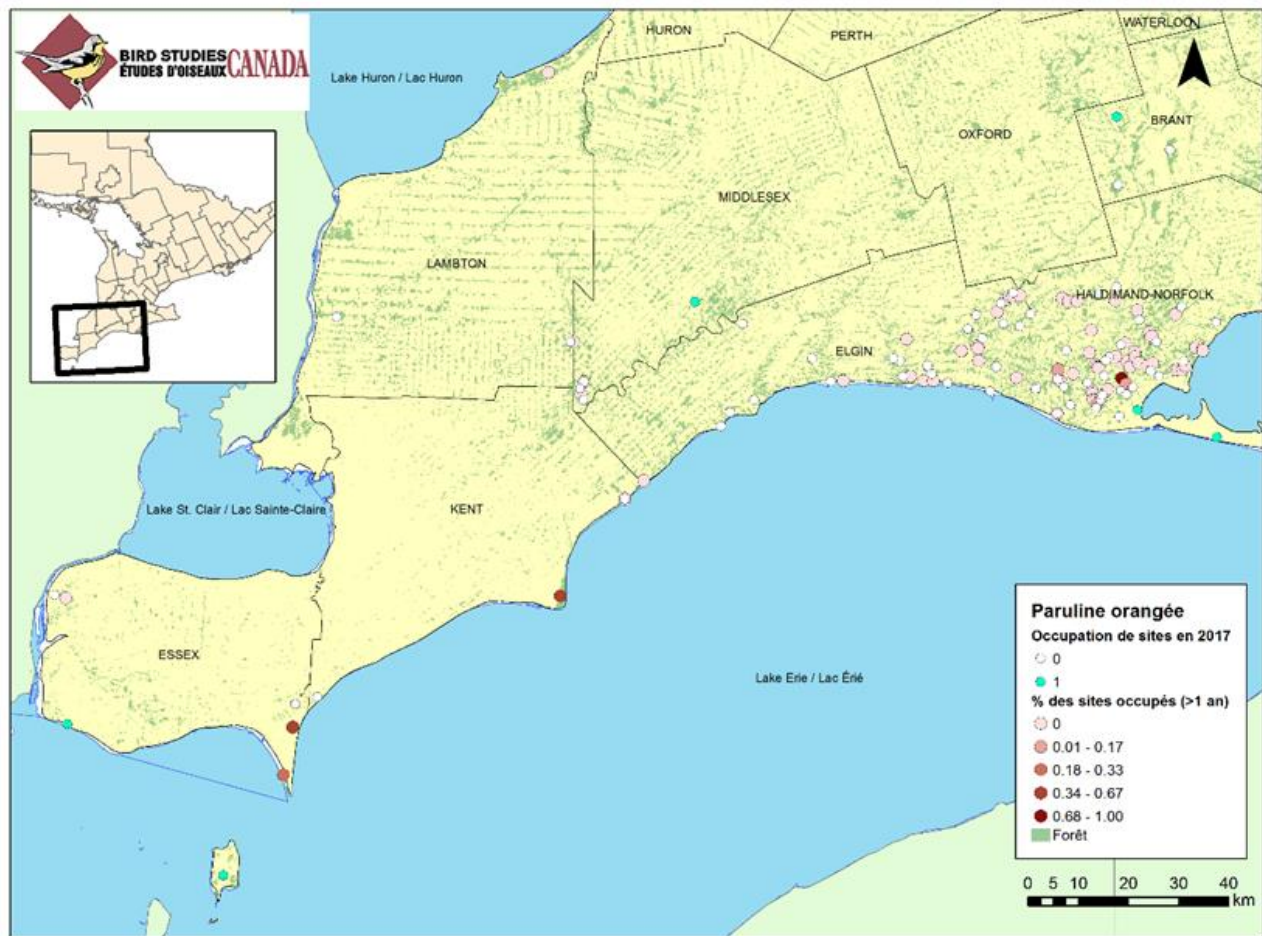 BIRD STUDIES
ÉTUDES D'OISEAUX CANADA
HURON
PERTH
WATERLOO
N
Lake Huron / Lac Huron
BRANT
OXFORD
MIDDLESEX
LAMBTON
HALDIMAND-NORFOLK
ELGIN
Lake St. Clair / Lac Sainte-Claire
KENT
ESSEX
Lake Erie / Lac Érié
Paruline orangée
Occupation de sites en 2017
0
1
% des sites occupés (>1 an)
0
0.01 - 0.17
0.18 - 0.33
0.34 - 0.67
0.68 - 1.00
Forêt
0 5 10 20 30 40
km